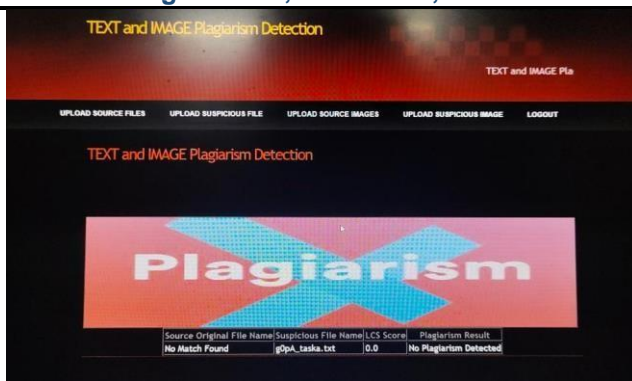 TEXT and IMAGE Plagiarism Detection
TEXT and IMAGE Pla
UPLOAD SOURCE FILES UPLOAD SUSPICIOUS FILE UPLOAD SOURCE IMAGES UPLOAD SUSPICIOUS IMAGE LOGOUT
TEXT and IMAGE Plagiarism Detection
Plagiarism
Source Original File Name Suspicious File Name LCS Score Plagiarism Result
No Match Found g0pA_taska.txt 0.0 No Plagiarism Detected